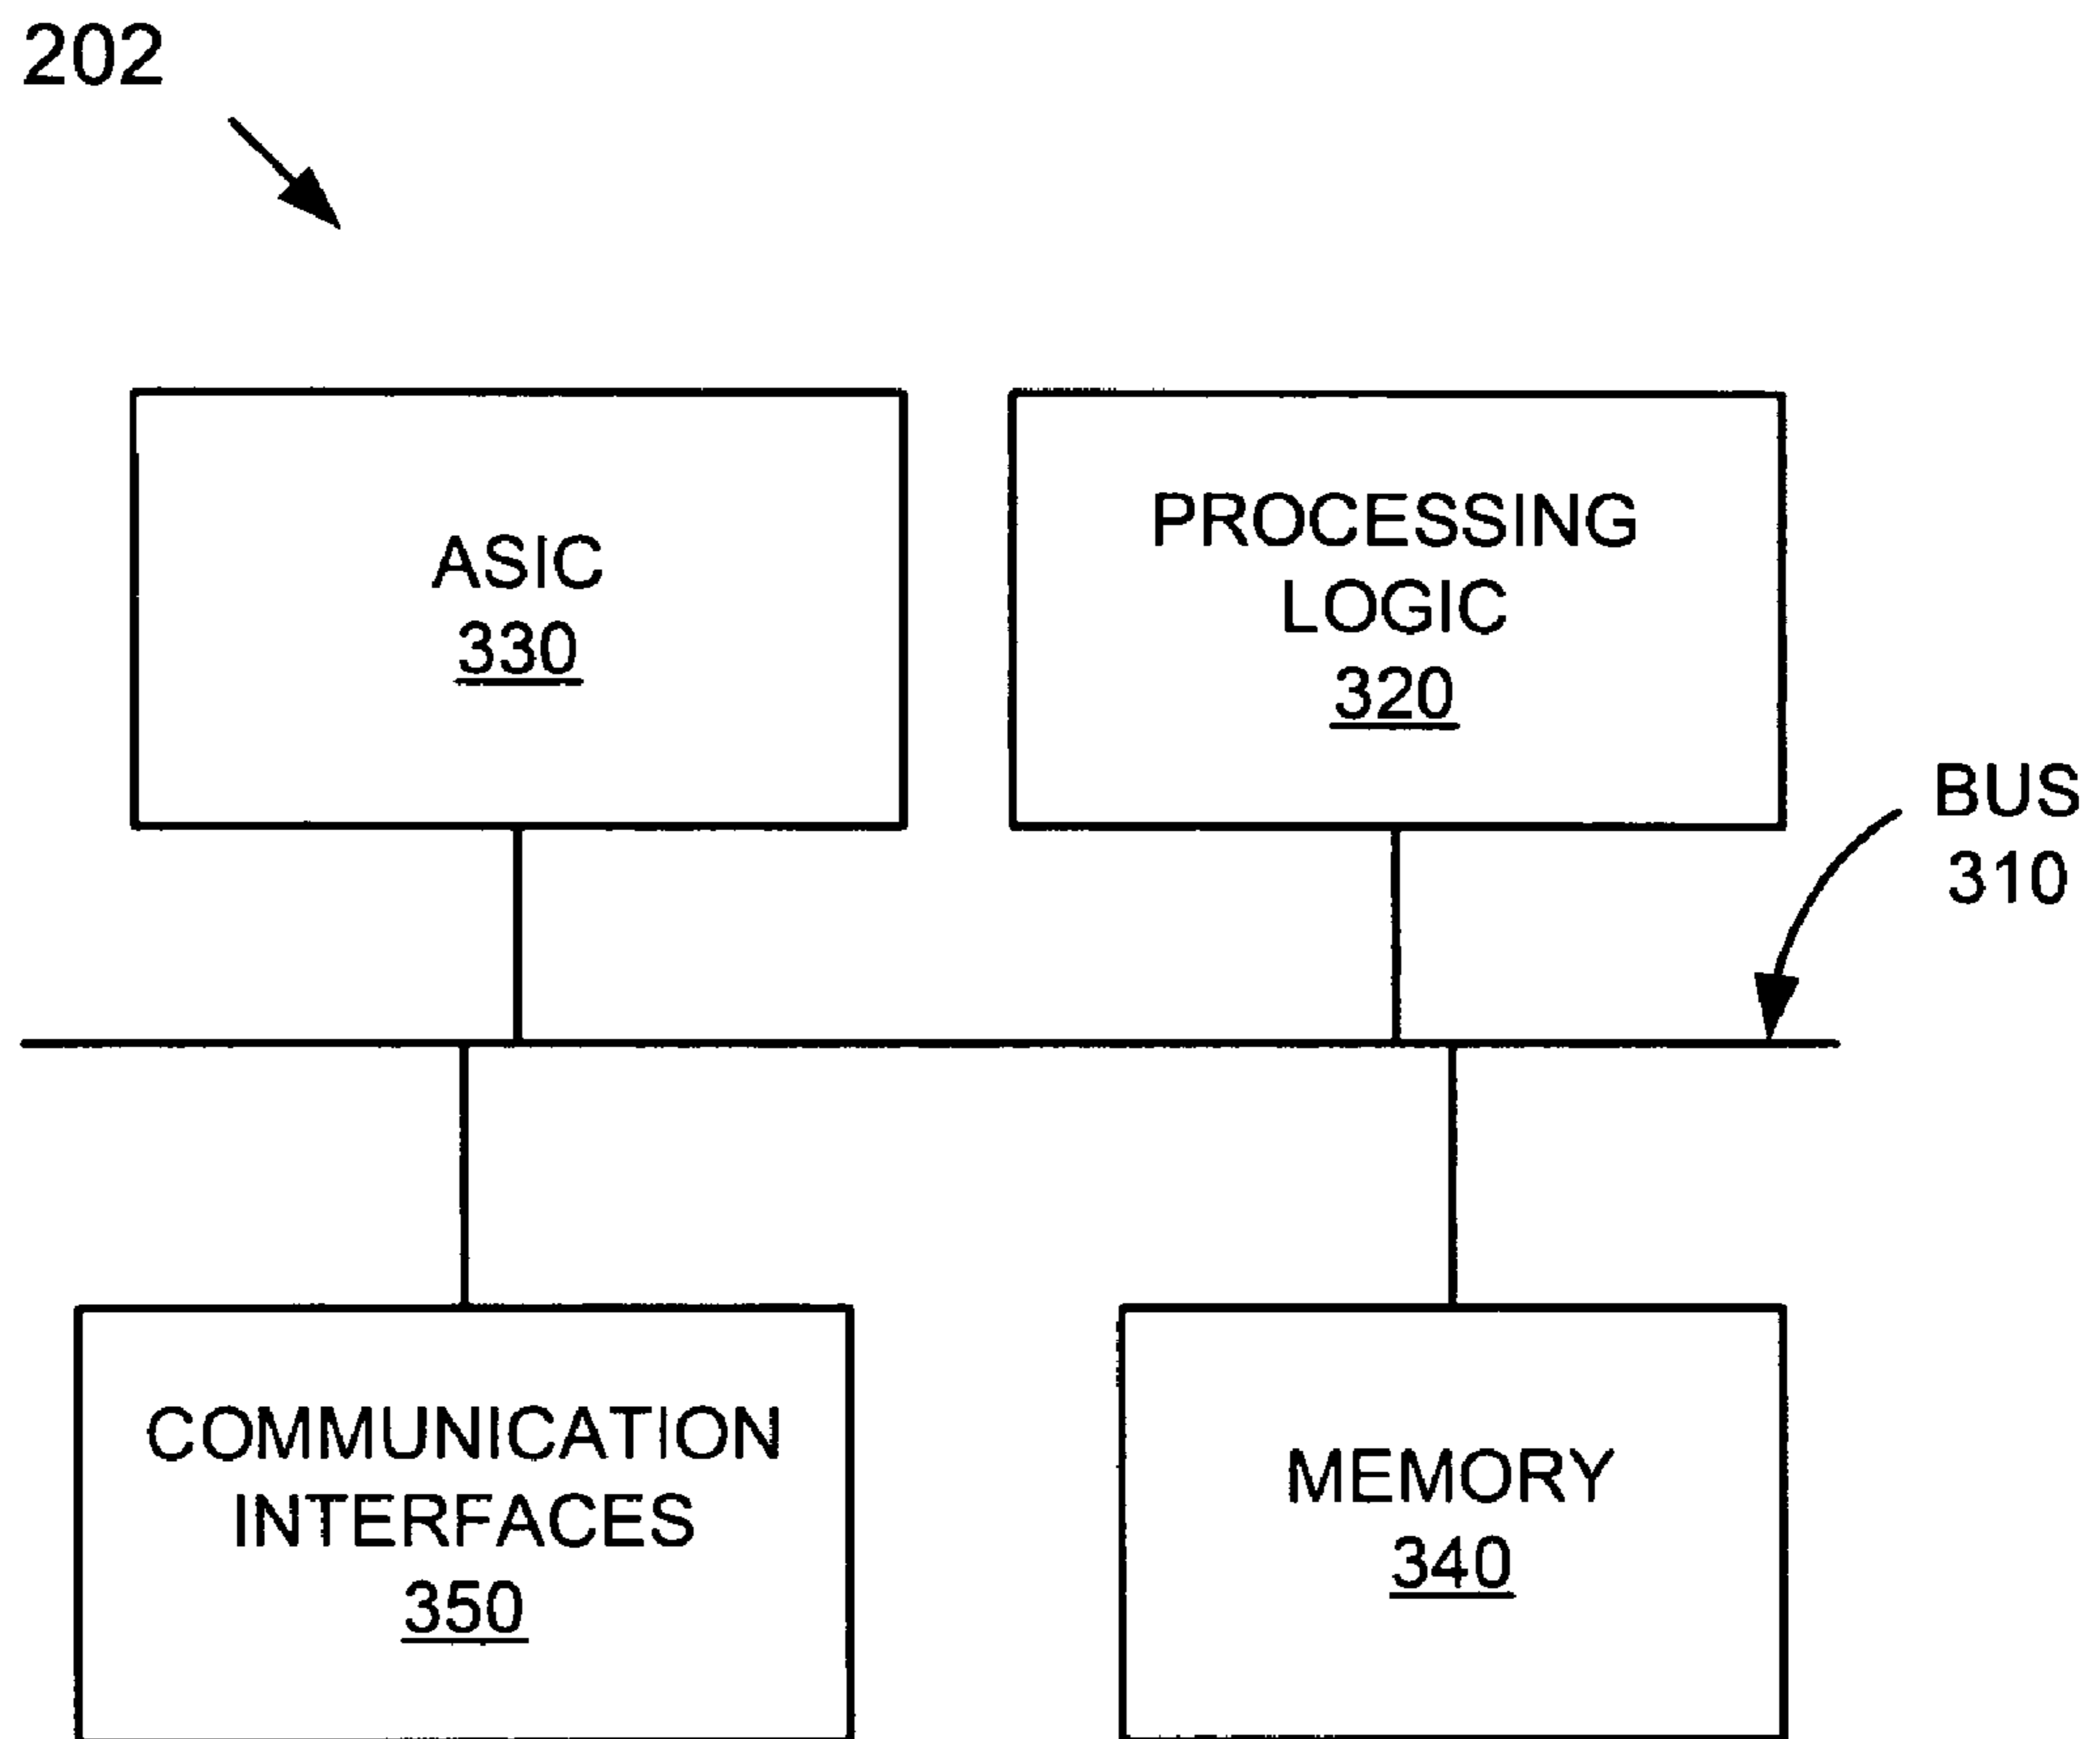 202
ASIC
330
PROCESSING
LOGIC
320
BUS
310
COMMUNICATION
INTERFACES
350
MEMORY
340